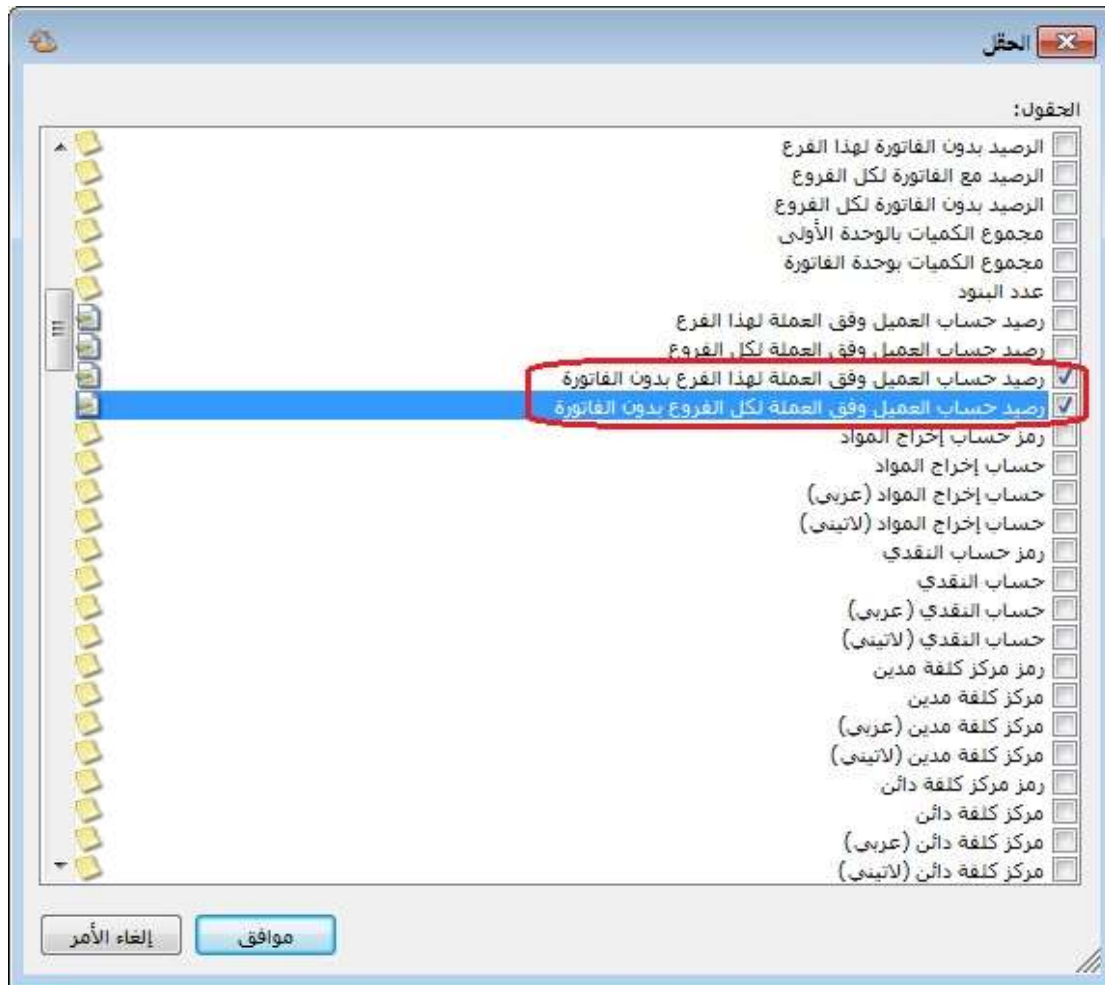 الحقل
الحقول:
الرصيد بدون الفاتورة لهذا الفرع
الرصيد مع الفاتورة لكل الفروع
الرصيد بدون الفاتورة لكل الفروع
مجموع الكميات بالوحدة الأولى
مجموع الكميات بوحدة الفاتورة
عدد البنود
رصيد حساب العميل وفق العملة لهذا الفرع
رصيد حساب العميل وفق العملة لكل الفروع
رصيد حساب العميل وفق العملة لهذا الفرع بدون الفاتورة
رصيد حساب العميل وفق العملة لكل الفروع بدون الفاتورة
رمز حساب إخراج المواد
حساب إخراج المواد
حساب إخراج المواد (عربي)
حساب إخراج المواد (لاتيني)
رمز حساب النقدي
حساب النقدي
حساب النقدي (عربي)
حساب النقدي (لاتيني)
رمز مركز كلفة مدين
مركز كلفة مدين
مركز كلفة مدين (عربي)
مركز كلفة مدين (لاتيني)
رمز مركز كلفة دائن
مركز كلفة دائن
مركز كلفة دائن (عربي)
مركز كلفة دائن (لاتيني)
موافق
إلغاء الأمر